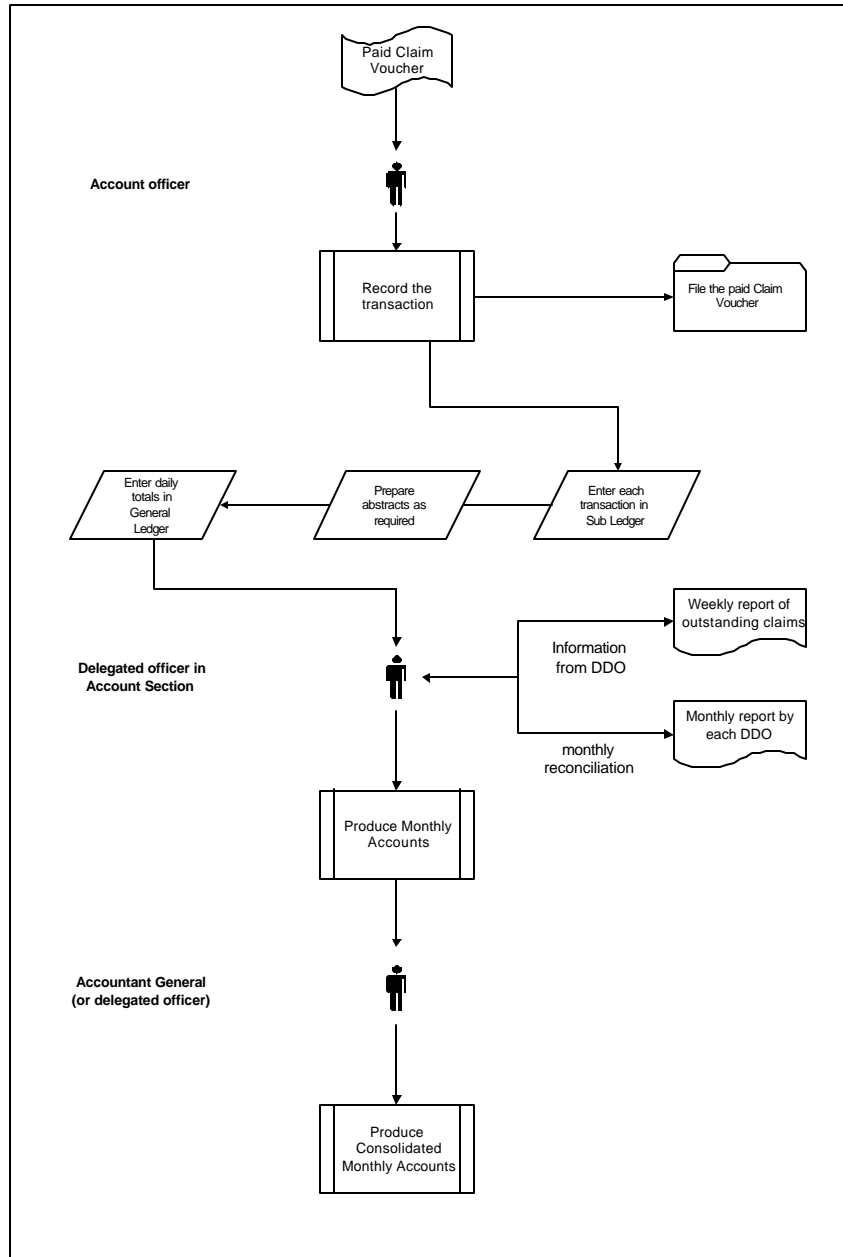 Paid Claim
Voucher
Account officer
Record the
transaction
File the paid Claim
Voucher
Enter daily
totals in
General
Ledger
Prepare
abstracts as
required
Enter each
transaction in
Sub Ledger
Weekly report of
outstanding claims
Information
from DDO
Delegated officer in
Account Section
Monthly report by
each DDO
monthly
reconciliation
Produce Monthly
Accounts
Accountant General
(or delegated officer)
Produce
Consolidated
Monthly Accounts